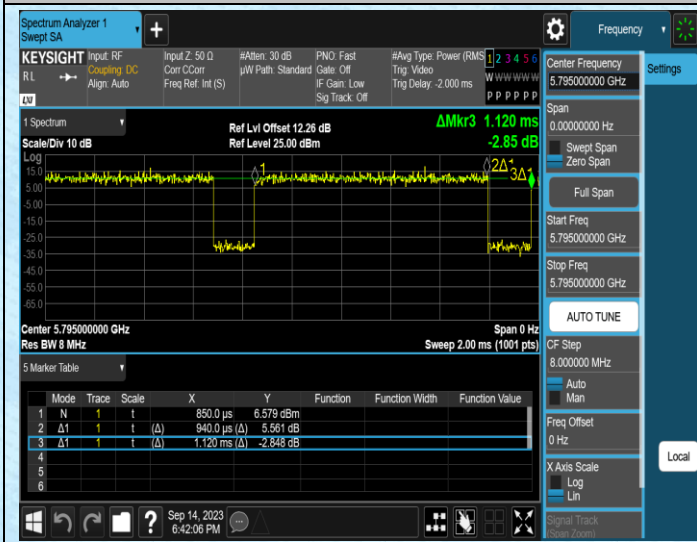 Spectrum Analyzer 1
Swept SA
Frequency
KEYSIGHT
RL
LXI
Input: RF
Coupling: DC
Align: Auto
Input Z: 50 Ω
Corr CCorr
Freq Ref: Int (S)
#Atten: 30 dB
µW Path: Standard
PNO: Fast
Gate: Off
IF Gain: Low
Sig Track: Off
#Avg Type: Power (RMS
Trig: Video
Trig Delay: -2.000 ms
1 2 3 4 5 6
W W W W W W
P P P P P P
1 Spectrum
Scale/Div 10 dB
Ref Lvl Offset 12.26 dB
Ref Level 25.00 dBm
ΔMkr3 1.120 ms
-2.85 dB
Log
15.0
5.00
-5.00
-15.0
-25.0
-35.0
-45.0
-55.0
-65.0
1
2Δ1
3Δ1
Center 5.795000000 GHz
Res BW 8 MHz
Span 0 Hz
Sweep 2.00 ms (1001 pts)
5 Marker Table
Mode Trace Scale X Y Function Function Width Function Value
1 N 1 t 850.0 µs 6.579 dBm
2 Δ1 1 t (Δ) 940.0 µs (Δ) 5.561 dB
3 Δ1 1 t (Δ) 1.120 ms (Δ) -2.848 dB
4
5
6
Sep 14, 2023
6:42:06 PM
Center Frequency
5.795000000 GHz
Settings
Span
0.00000000 Hz
Swept Span
Zero Span
Full Span
Start Freq
5.795000000 GHz
Stop Freq
5.795000000 GHz
AUTO TUNE
CF Step
8.000000 MHz
Auto
Man
Freq Offset
0 Hz
X Axis Scale
Log
Lin
Local
Signal Track
(Span Zoom)